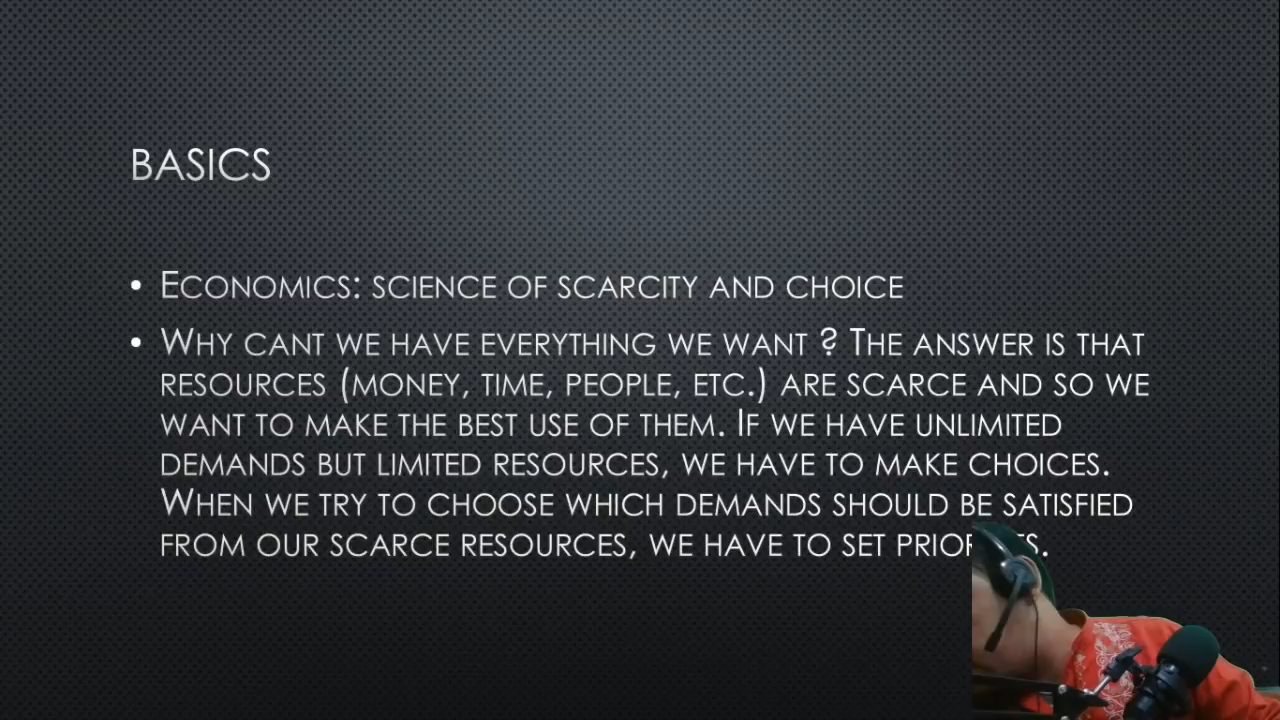 BASICS
• ECONOMICS: SCIENCE OF SCARCITY AND CHOICE
• WHY CANT WE HAVE EVERYTHING WE WANT ? THE ANSWER IS THAT
RESOURCES (MONEY, TIME, PEOPLE, ETC.) ARE SCARCE AND SO WE
WANT TO MAKE THE BEST USE OF THEM. IF WE HAVE UNLIMITED
DEMANDS BUT LIMITED RESOURCES, WE HAVE TO MAKE CHOICES.
WHEN WE TRY TO CHOOSE WHICH DEMANDS SHOULD BE SATISFIED
FROM OUR SCARCE RESOURCES, WE HAVE TO SET